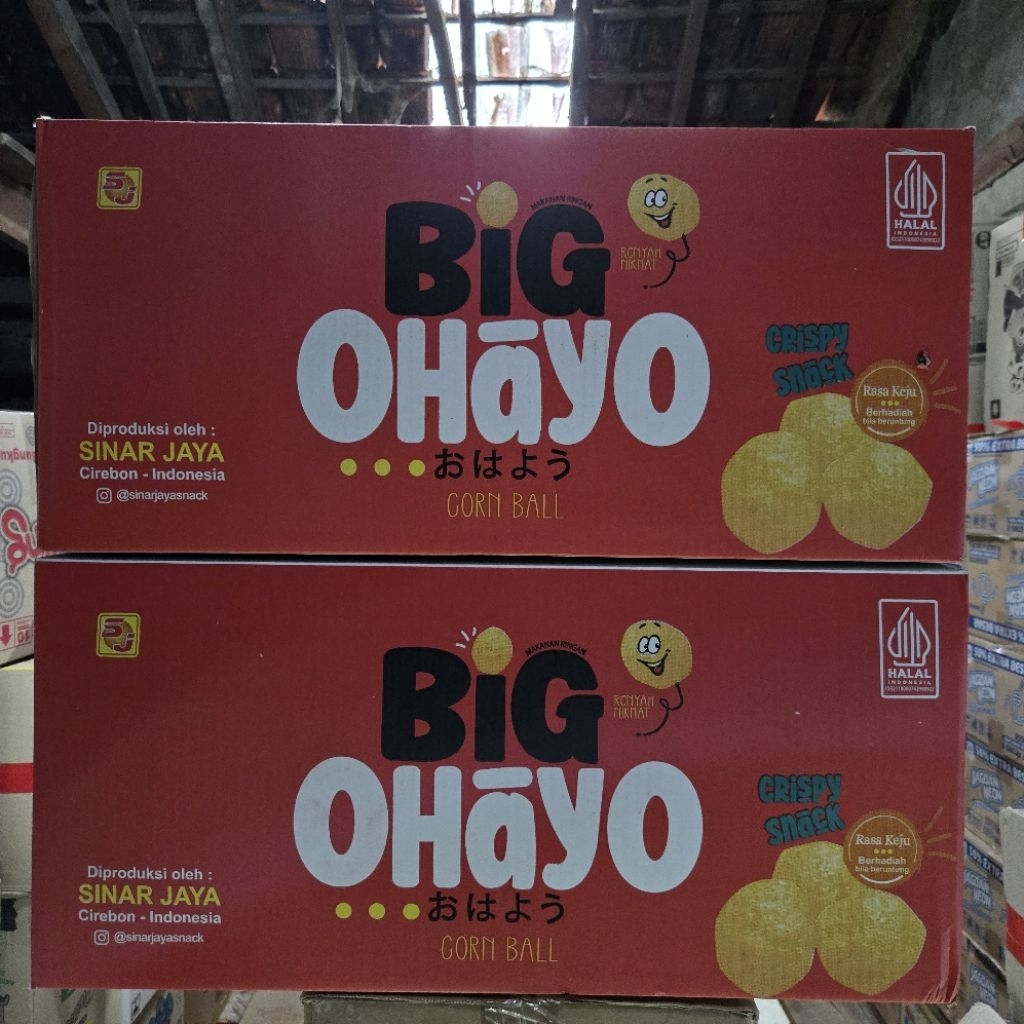 SJ
MAKANAN RINGAN
BiG
RENYAH
NIKMAT
HALAL
INDONESIA
OHāYO
CRISPY
SNACK
Rasa Keju
Berhadiah
bila beruntung
Diproduksi oleh :
SINAR JAYA
Cirebon - Indonesia
@sinarjayasnack
おはよう
CORN BALL
SJ
MAKANAN RINGAN
BiG
RENYAH
NIKMAT
HALAL
INDONESIA
OHāYO
CRISPY
SNACK
Rasa Keju
Berhadiah
bila beruntung
Diproduksi oleh :
SINAR JAYA
Cirebon - Indonesia
@sinarjayasnack
おはよう
CORN BALL